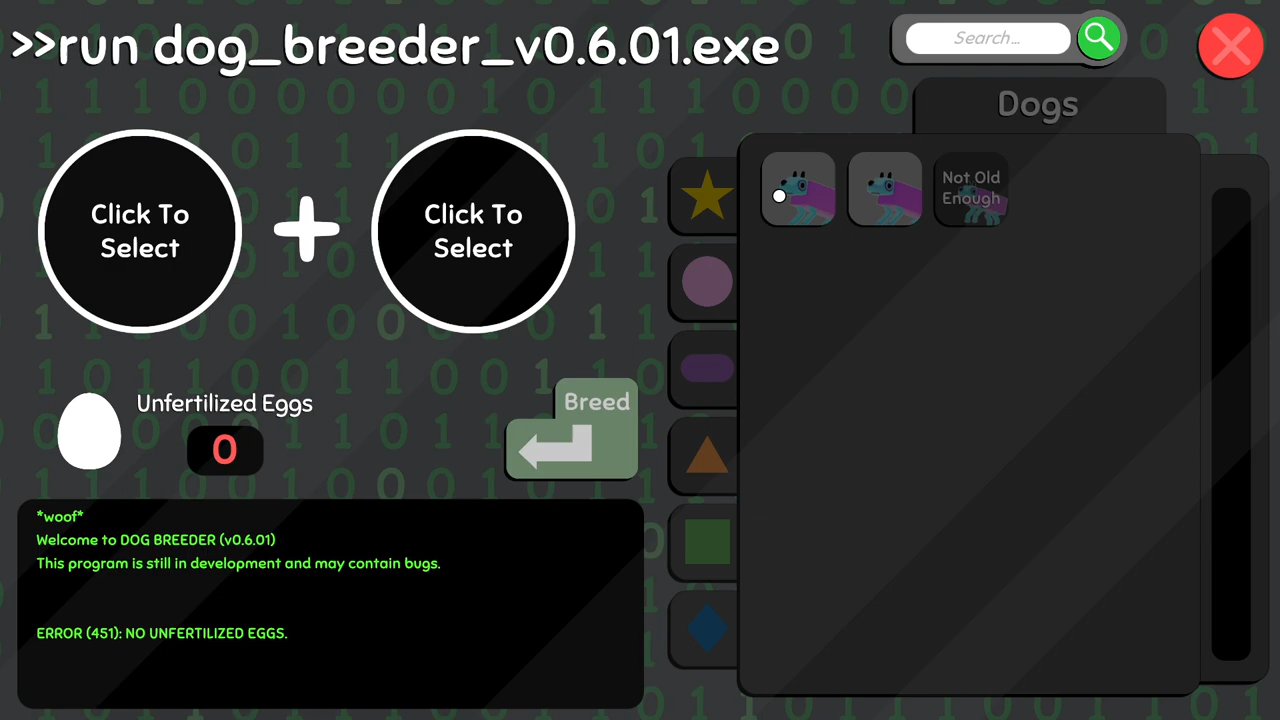 >>run dog_breeder_v0.6.01.exe
Search...
Dogs
Click To
Select
Click To
Select
Not Old
Enough
Unfertilized Eggs
0
Breed
*woof*
Welcome to DOG BREEDER (v0.6.01)
This program is still in development and may contain bugs.
ERROR (451): NO UNFERTILIZED EGGS.